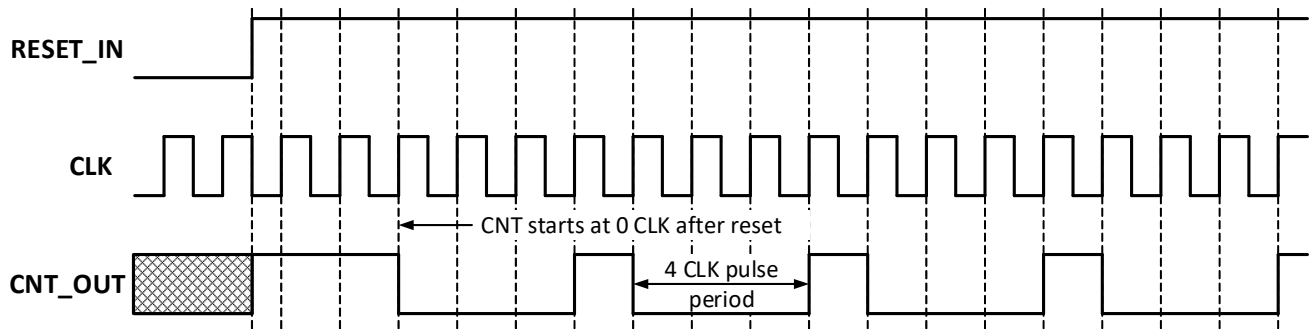 RESET_IN
CLK
CNT starts at 0 CLK after reset
CNT_OUT
4 CLK pulse
period